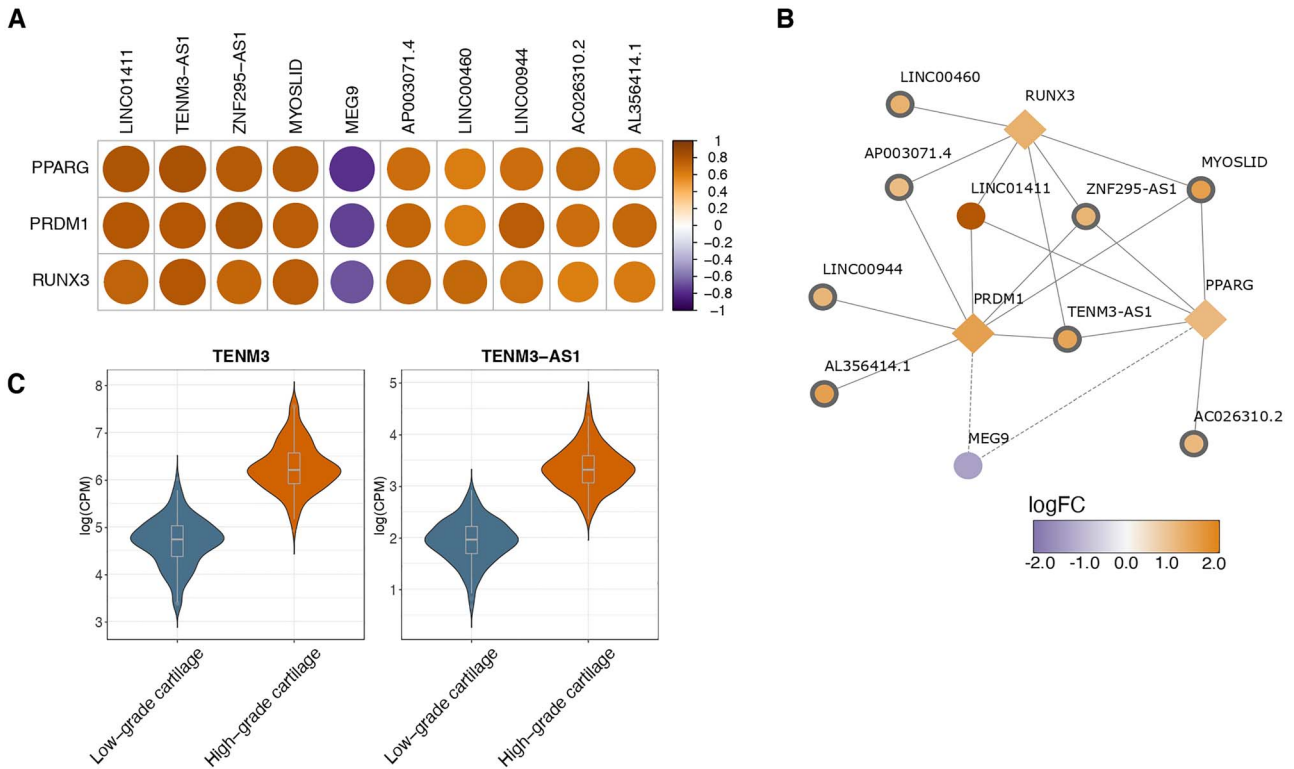 A
LINC01411
TENM3−AS1
ZNF295−AS1
MYOSLID
MEG9
AP003071.4
LINC00460
LINC00944
AC026310.2
AL356414.1
PPARG
PRDM1
RUNX3
1
0.8
0.6
0.4
0.2
0
−0.2
−0.4
−0.6
−0.8
−1
B
LINC00460
RUNX3
AP003071.4
MYOSLID
LINC01411
ZNF295-AS1
LINC00944
PRDM1
PPARG
TENM3-AS1
AL356414.1
AC026310.2
MEG9
logFC
-2.0 -1.0 0.0 1.0 2.0
C
TENM3
log(CPM)
8
7
6
5
4
3
Low−grade cartilage
High−grade cartilage
TENM3−AS1
log(CPM)
5
4
3
2
1
Low−grade cartilage
High−grade cartilage